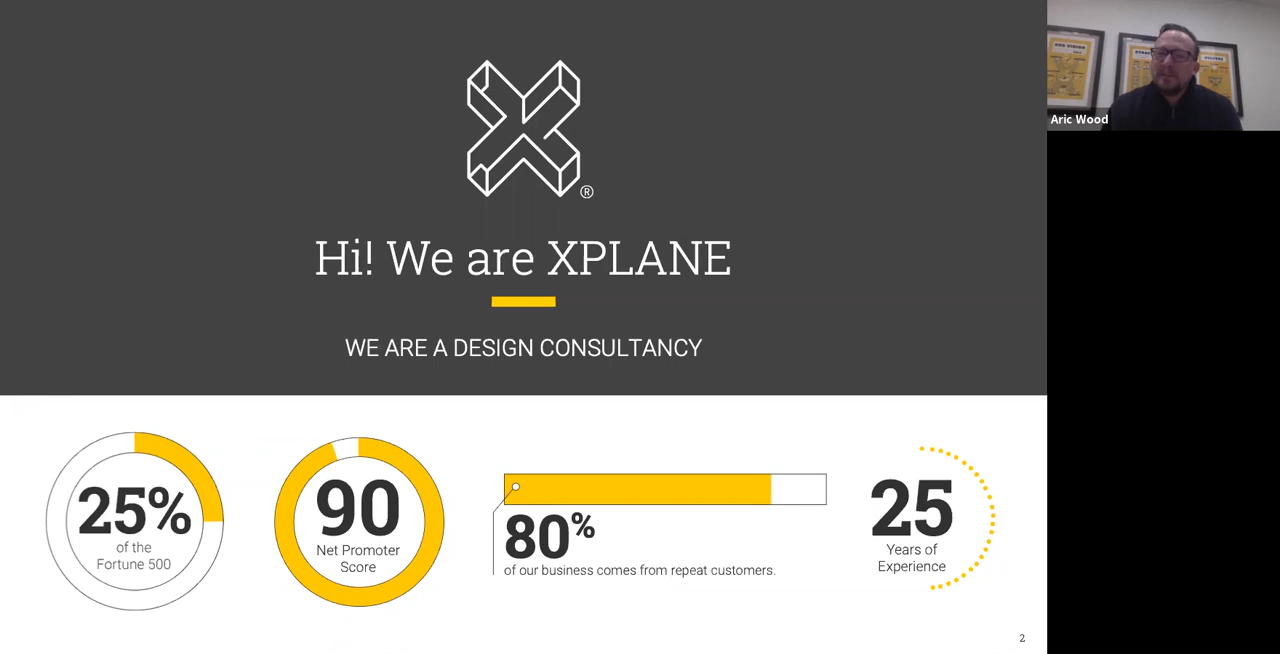 ®
Hi! We are XPLANE
WE ARE A DESIGN CONSULTANCY
25%
of the
Fortune 500
90
Net Promoter
Score
80%
of our business comes from repeat customers.
25
Years of
Experience
2
Aric Wood